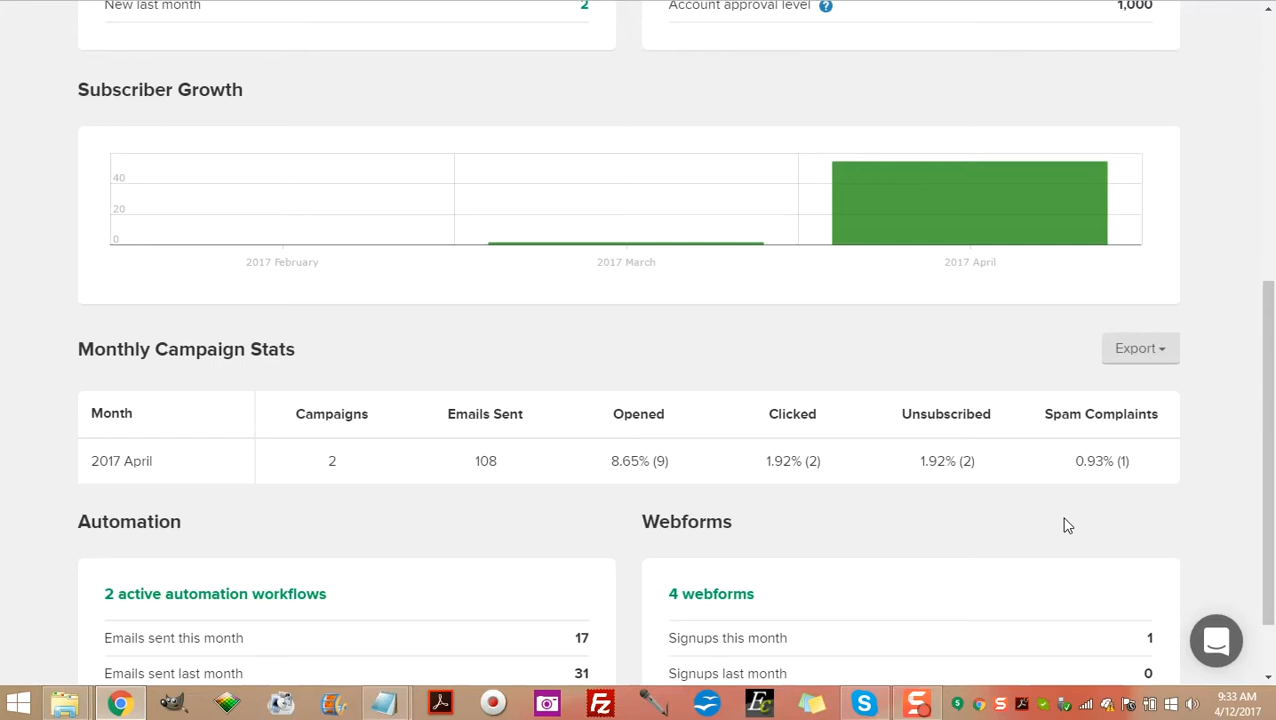 New last month 2
Account approval level ? 1,000
Subscriber Growth
40
20
0
2017 February 2017 March 2017 April
Monthly Campaign Stats
Export
Month Campaigns Emails Sent Opened Clicked Unsubscribed Spam Complaints
2017 April 2 108 8.65% (9) 1.92% (2) 1.92% (2) 0.93% (1)
Automation
2 active automation workflows
Emails sent this month 17
Emails sent last month 31
Webforms
4 webforms
Signups this month 1
Signups last month 0
9:33 AM
4/12/2017